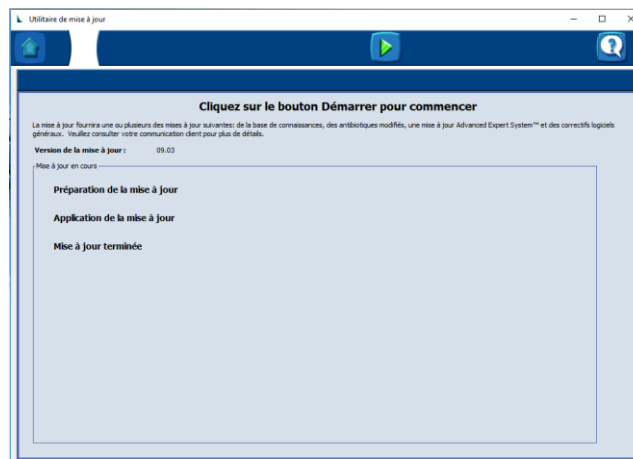 Utilitaire de mise à jour
Cliquez sur le bouton Démarrer pour commencer
La mise à jour fournira une ou plusieurs des mises à jour suivantes: de la base de connaissances, des antibiotiques modifiés, une mise à jour Advanced Expert System™ et des correctifs logiciels
généraux. Veuillez consulter votre communication client pour plus de détails.
Version de la mise à jour : 09.03
Mise à jour en cours
Préparation de la mise à jour
Application de la mise à jour
Mise à jour terminée